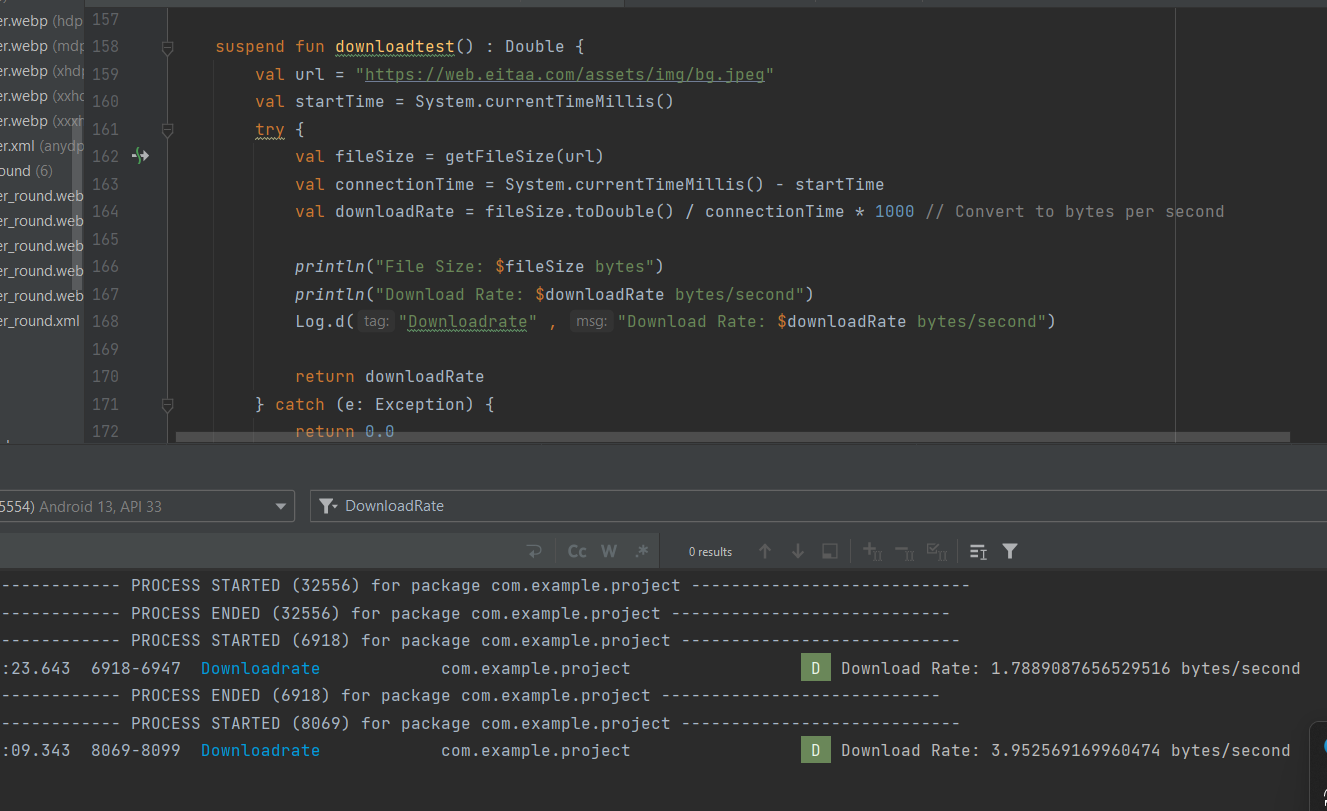 er.webp (hdp
er.webp (mdp
er.webp (xhdp
er.webp (xxhd
er.webp (xxxh
er.xml (anydp
ound (6)
er_round.web
er_round.web
er_round.web
er_round.web
er_round.web
er_round.xml
157
158 suspend fun downloadtest() : Double {
159 val url = "https://web.eitaa.com/assets/img/bg.jpeg"
160 val startTime = System.currentTimeMillis()
161 try {
162 val fileSize = getFileSize(url)
163 val connectionTime = System.currentTimeMillis() - startTime
164 val downloadRate = fileSize.toDouble() / connectionTime * 1000 // Convert to bytes per second
165
166 println("File Size: $fileSize bytes")
167 println("Download Rate: $downloadRate bytes/second")
168 Log.d( tag: "Downloadrate" , msg: "Download Rate: $downloadRate bytes/second")
169
170 return downloadRate
171 } catch (e: Exception) {
172 return 0.0
5554) Android 13, API 33 DownloadRate
Cc W .* 0 results
------------ PROCESS STARTED (32556) for package com.example.project ----------------------------
------------ PROCESS ENDED (32556) for package com.example.project ----------------------------
------------ PROCESS STARTED (6918) for package com.example.project ----------------------------
:23.643 6918-6947 Downloadrate com.example.project D Download Rate: 1.7889087656529516 bytes/second
------------ PROCESS ENDED (6918) for package com.example.project ----------------------------
------------ PROCESS STARTED (8069) for package com.example.project ----------------------------
:09.343 8069-8099 Downloadrate com.example.project D Download Rate: 3.952569169960474 bytes/second